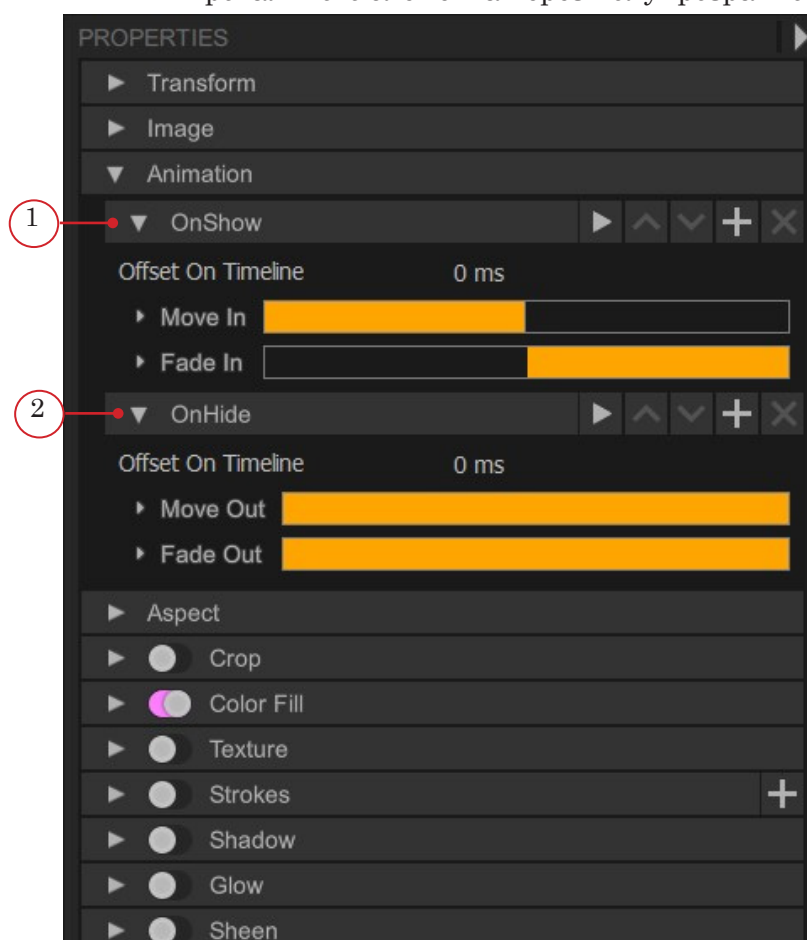 PROPERTIES
Transform
Image
Animation
1
OnShow
Offset On Timeline 0 ms
Move In
Fade In
2
OnHide
Offset On Timeline 0 ms
Move Out
Fade Out
Aspect
Crop
Color Fill
Texture
Strokes
Shadow
Glow
Sheen